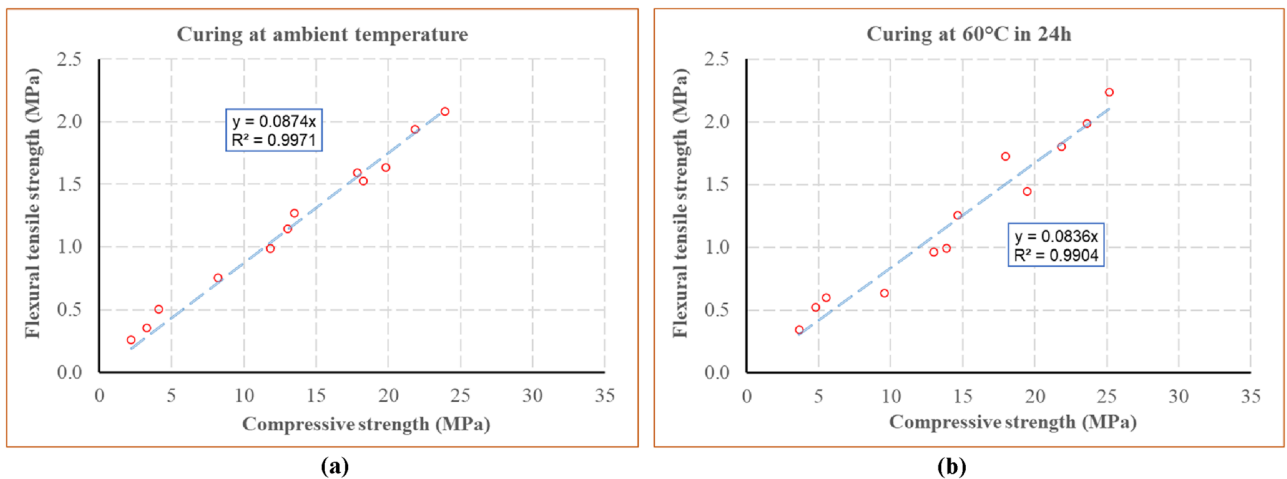 Curing at ambient temperature
2.5
2.0
1.5
1.0
0.5
0.0
Flexural tensile strength (MPa)
y = 0.0874x
R² = 0.9971
0 5 10 15 20 25 30 35
Compressive strength (MPa)
(a)
Curing at 60°C in 24h
2.5
2.0
1.5
1.0
0.5
0.0
Flexural tensile strength (MPa)
y = 0.0836x
R² = 0.9904
0 5 10 15 20 25 30 35
Compressive strength (MPa)
(b)